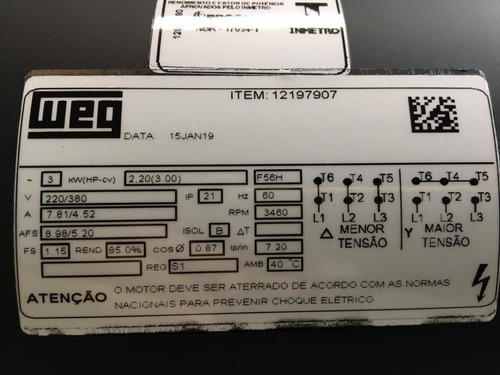 RENDIMENTO E FATOR DE POTÊNCIA
APROVADOS PELO INMETRO
NBR - 17094-1
INMETRO
WEG
ITEM: 12197907
DATA: 15JAN19
~ 3 kW(HP-cv) 2,20(3.00) F56H
V 220/380 IP 21 Hz 60
A 7.81/4.52 RPM 3460
AFS 8.98/5.20 ISOL B ΔT
FS 1.15 REND 85.0% COSØ 0.87 Ip/In 7.20
REG S1 AMB 40°C
T6 T4 T5
T1 T2 T3
L1 L2 L3
Δ MENOR TENSÃO
T6 T4 T5
T1 T2 T3
L1 L2 L3
Y MAIOR TENSÃO
ATENÇÃO
O MOTOR DEVE SER ATERRADO DE ACORDO COM AS NORMAS
NACIONAIS PARA PREVENIR CHOQUE ELÉTRICO